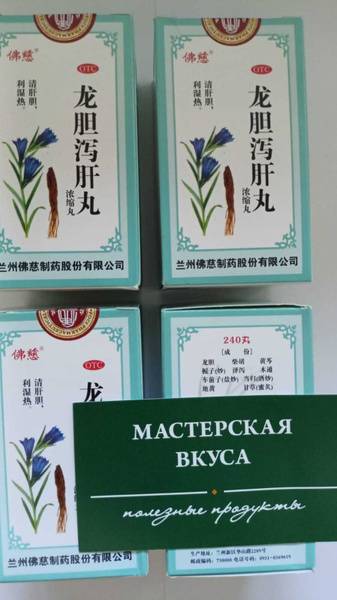 佛慈®
OTC
清肝胆，
利湿热。
龙胆泻肝丸
浓缩丸
兰州佛慈制药股份有限公司
佛慈®
OTC
清肝胆，
利湿热。
龙胆泻肝丸
浓缩丸
兰州佛慈制药股份有限公司
佛慈®
OTC
清肝胆，
利湿热。
龙
兰州佛慈制药股份有限公司
240丸
[成 份]
龙胆 柴胡 黄芩
栀子(炒) 泽泻 木通
车前子(盐炒) 当归(酒炒)
地黄 甘草(蜜炙)
МАСТЕРСКАЯ
ВКУСА
полезные продукты